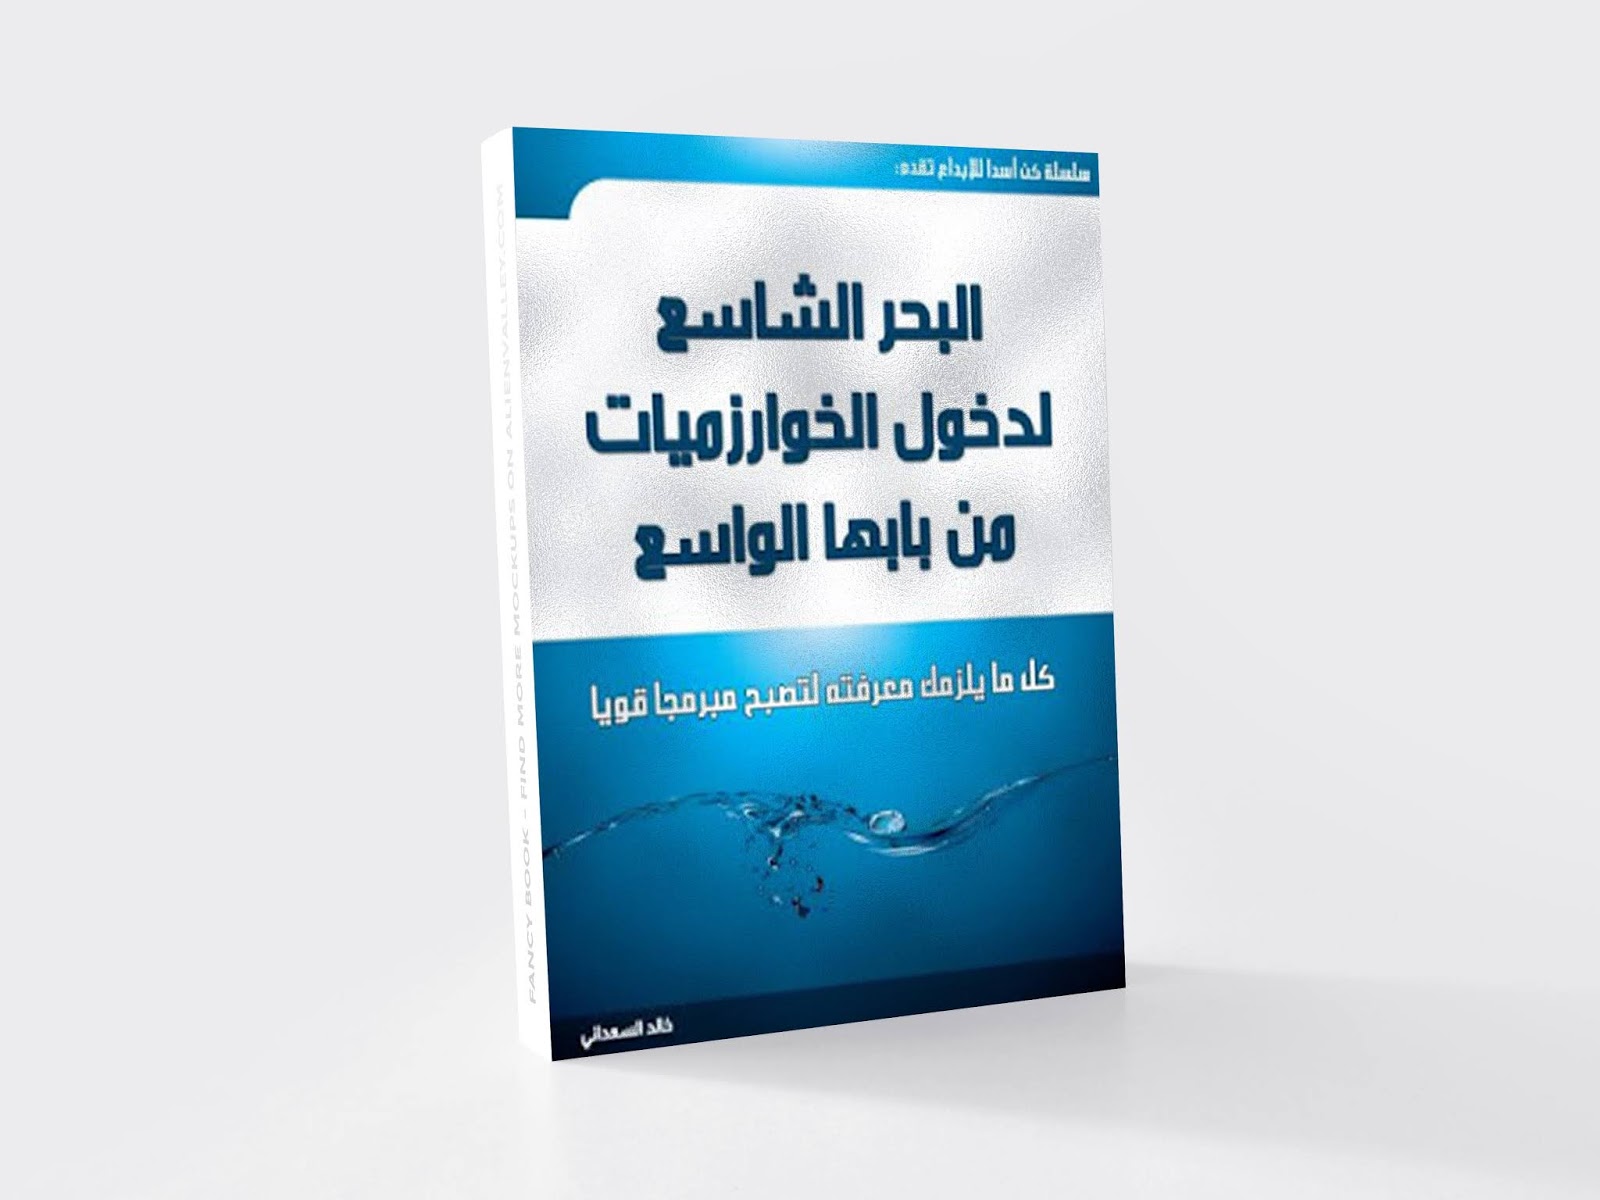 سلسلة كن أسدا للإبداع تقدم:
البحر الشاسع
لدخول الخوارزميات
من بابها الواسع
كل ما يلزمك معرفته لتصبح مبرمجا قويا
خالد السعداني
FANCY BOOK - FIND MORE MOCKUPS ON ALIENVALLEY.COM